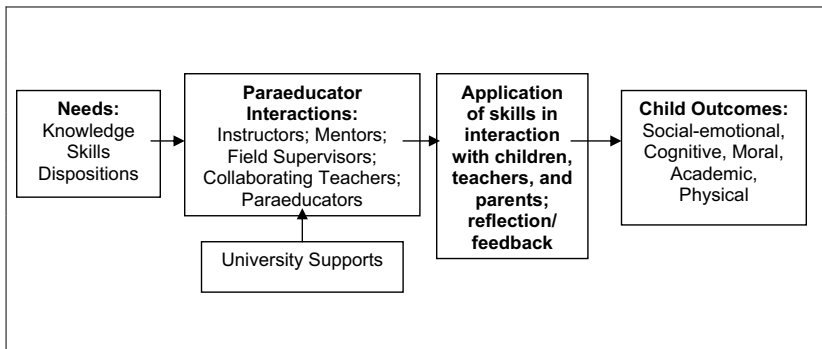 Needs:
Knowledge
Skills
Dispositions
Paraeducator
Interactions:
Instructors; Mentors;
Field Supervisors;
Collaborating Teachers;
Paraeducators
University Supports
Application
of skills in
interaction
with children,
teachers, and
parents;
reflection/
feedback
Child Outcomes:
Social-emotional,
Cognitive, Moral,
Academic,
Physical